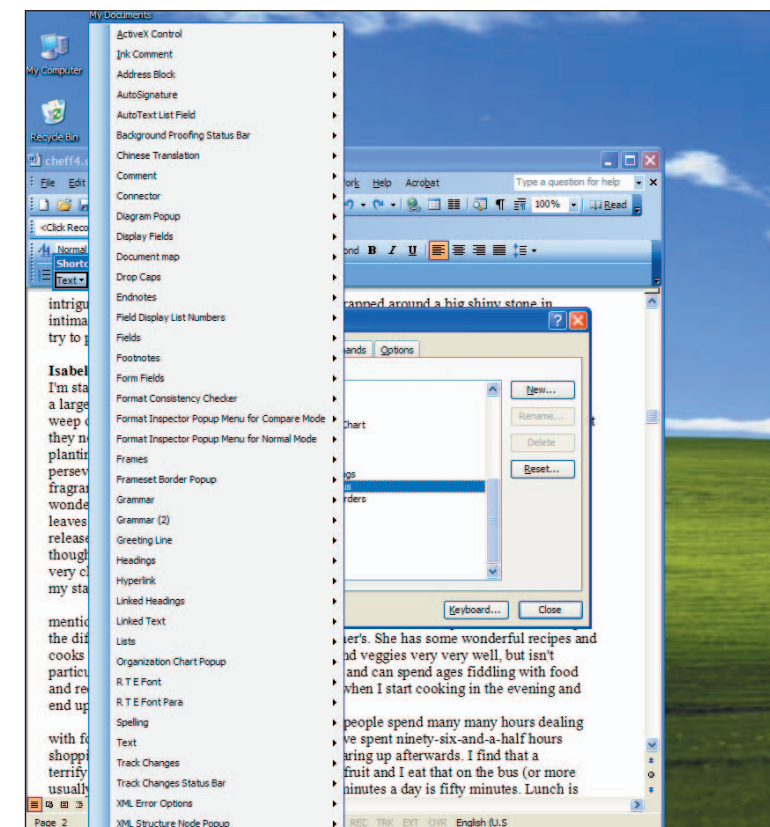 My Documents
My Computer
Recycle Bin
ActiveX Control
Ink Comment
Address Block
AutoSignature
AutoText List Field
Background Proofing Status Bar
Chinese Translation
Comment
Connector
Diagram Popup
Display Fields
Document map
Drop Caps
Endnotes
Field Display List Numbers
Fields
Footnotes
Form Fields
Format Consistency Checker
Format Inspector Popup Menu for Compare Mode
Format Inspector Popup Menu for Normal Mode
Frames
Frameset Border Popup
Grammar
Grammar (2)
Greeting Line
Headings
Hyperlink
Linked Headings
Linked Text
Lists
Organization Chart Popup
R T E Font
R T E Font Para
Spelling
Text
Track Changes
Track Changes Status Bar
XML Error Options
XML Structure Node Popup
cheff4.
File Edit
Help Acrobat Type a question for help
100% Read
<Click Reco
Normal B I U
Shortc
Text
intrigu rapped around a big shiny stone in
intima
try to
Isabel
I'm sta
a large
weep
they
plantin
persev
fragran
wonde
leaves
release
though
very
my sta
mentio
the dif er's. She has some wonderful recipes and
cooks nd veggies very very well, but isn't
particu and can spend ages fiddling with food
and when I start cooking in the evening and
end up
people spend many many hours dealing
with ve spent ninety-six-and-a-half hours
shoppi aring up afterwards. I find that a
terrify fruit and I eat that on the bus (or more
usually minutes a day is fifty minutes. Lunch is
ands Options
Chart
gs
us
rders
New...
Rename...
Delete
Reset...
Keyboard... Close
Page 2 REC TRK EXT OVR English (U.S